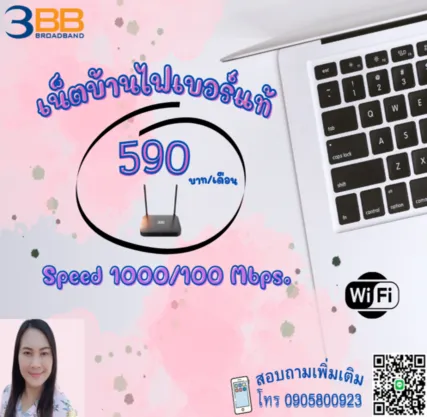 3BB
BROADBAND
เน็ตบ้านไฟเบอร์แท้
590
บาท/เดือน
Speed 1000/100 Mbps.
Wi Fi
สอบถามเพิ่มเติม
โทร 0905800923